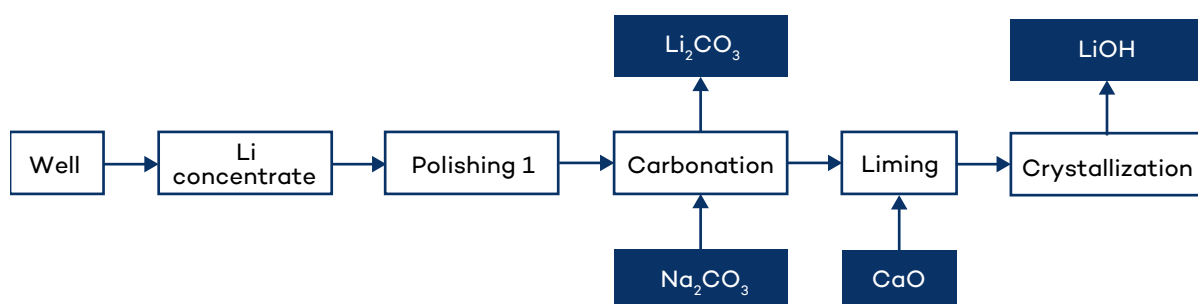 Li₂CO₃
LiOH
Well
Li
concentrate
Polishing 1
Carbonation
Liming
Crystallization
Na₂CO₃
CaO